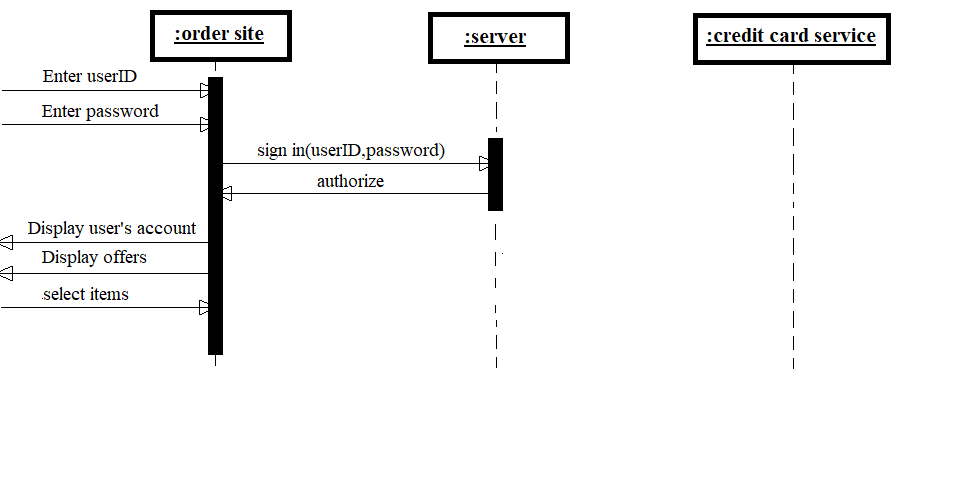 :order site
:server
:credit card service
Enter userID
Enter password
sign in(userID,password)
authorize
Display user's account
Display offers
select items